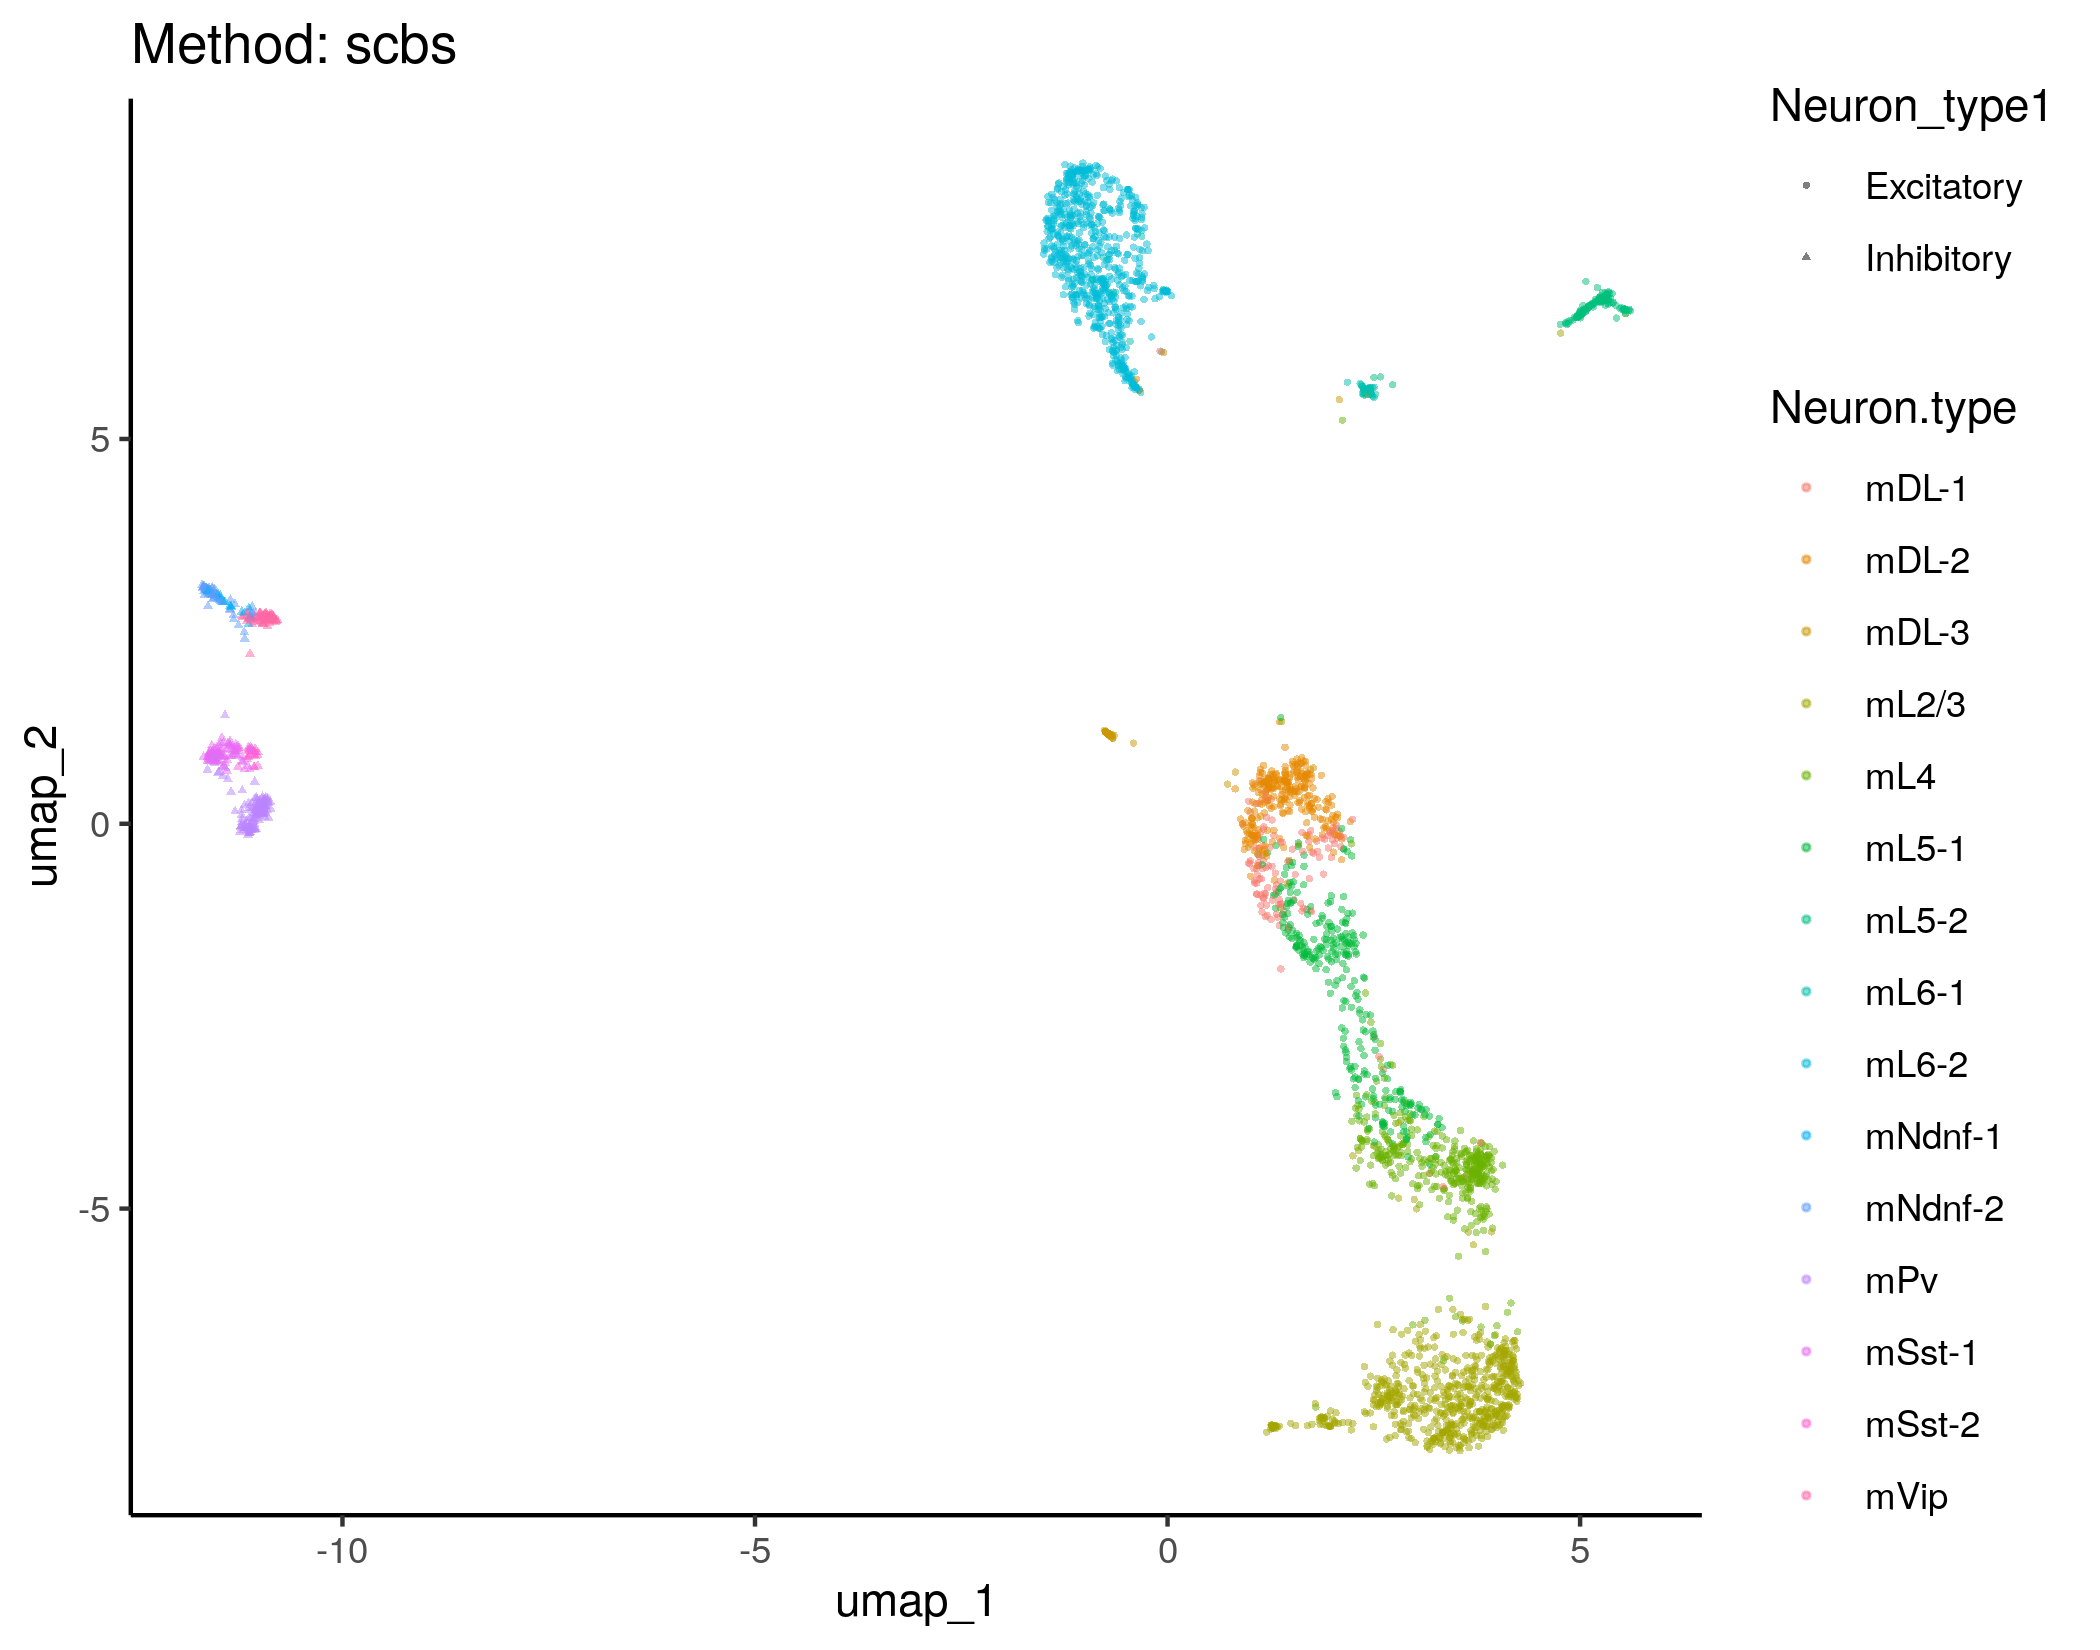 Method: scbs
umap_2
5
0
-5
-10
-5
0
5
umap_1
Neuron_type1
Excitatory
Inhibitory
Neuron.type
mDL-1
mDL-2
mDL-3
mL2/3
mL4
mL5-1
mL5-2
mL6-1
mL6-2
mNdnf-1
mNdnf-2
mPv
mSst-1
mSst-2
mVip